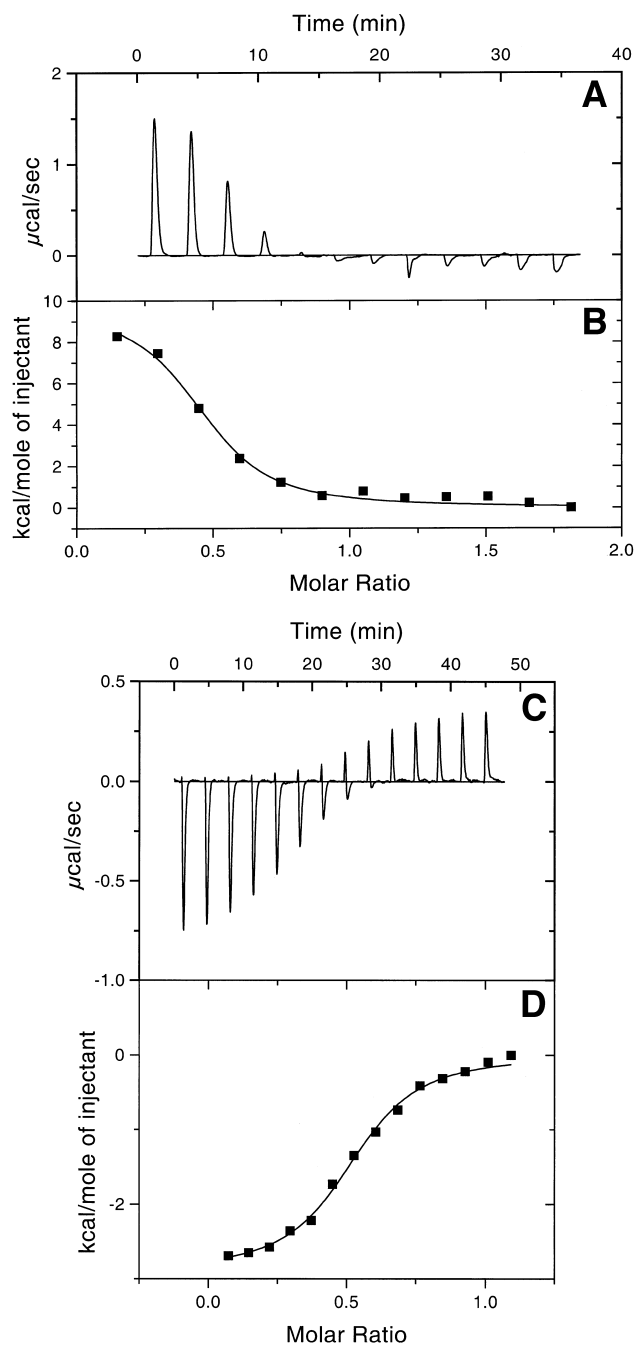 Time (min)
0 10 20 30 40
A
2
1
0
µcal/sec
B
10
8
6
4
2
0
kcal/mole of injectant
0.0 0.5 1.0 1.5 2.0
Molar Ratio
Time (min)
0 10 20 30 40 50
C
0.5
0.0
-0.5
-1.0
µcal/sec
D
0
-2
kcal/mole of injectant
0.0 0.5 1.0
Molar Ratio